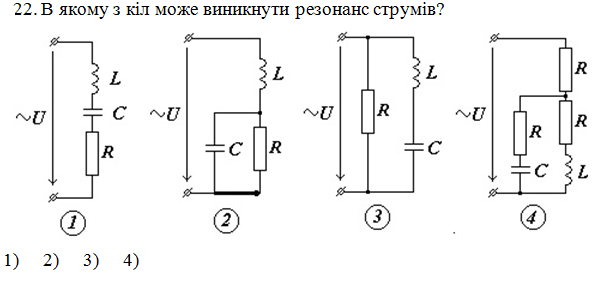 22. В якому з кіл може виникнути резонанс струмів?
~U L C R
~U L C R
~U R L C
~U R R R C L
1 2 3 4
1) 2) 3) 4)